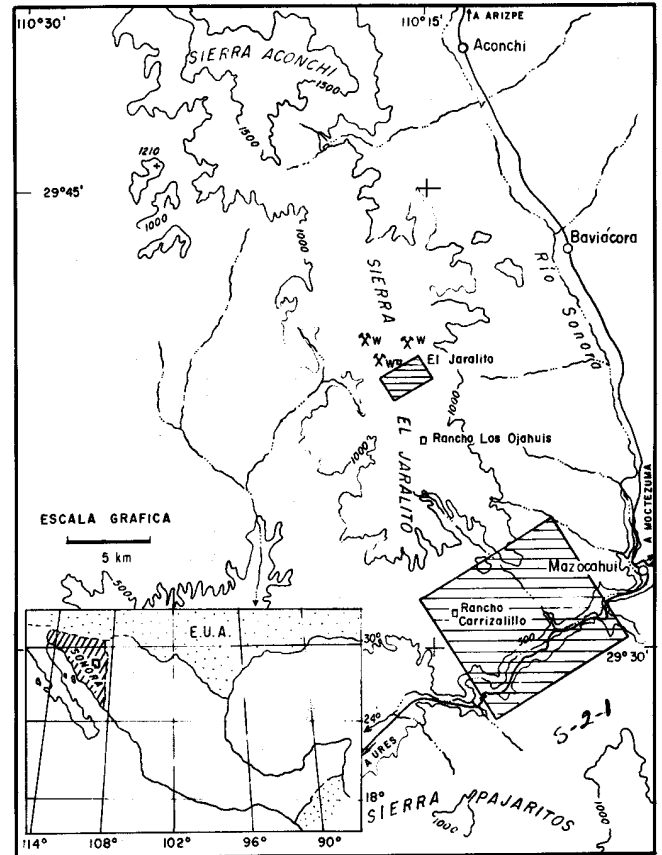 110° 30'
110° 15'
A ARIZPE
Aconchi
SIERRA ACONCHI
1500
1500
1210
1000
29° 45'
1000
Baviácora
Río Sonora
SIERRA EL JARALITO
W
W
W
El Jaralito
1000
Rancho Los Ojahuis
1000
ESCALA GRAFICA
5 km
A MOCTEZUMA
Mazocahui
500
Rancho Carrizalillo
500
29° 30'
E.U.A.
SONORA
30°
24°
18°
114°
108°
102°
96°
90°
A URES
S-2-1
SIERRA PAJARITOS
1000
1000